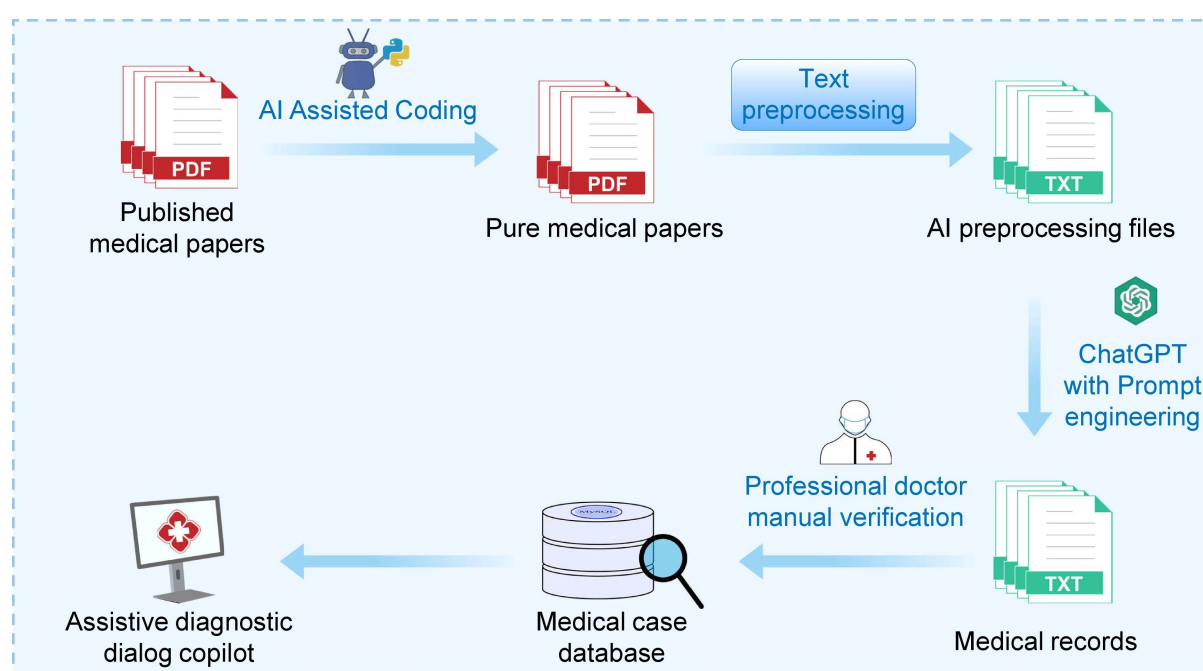 AI Assisted Coding
Text
preprocessing
PDF
PDF
TXT
Published
medical papers
Pure medical papers
AI preprocessing files
ChatGPT
with Prompt
engineering
Professional doctor
manual verification
MySQL
TXT
Assistive diagnostic
dialog copilot
Medical case
database
Medical records